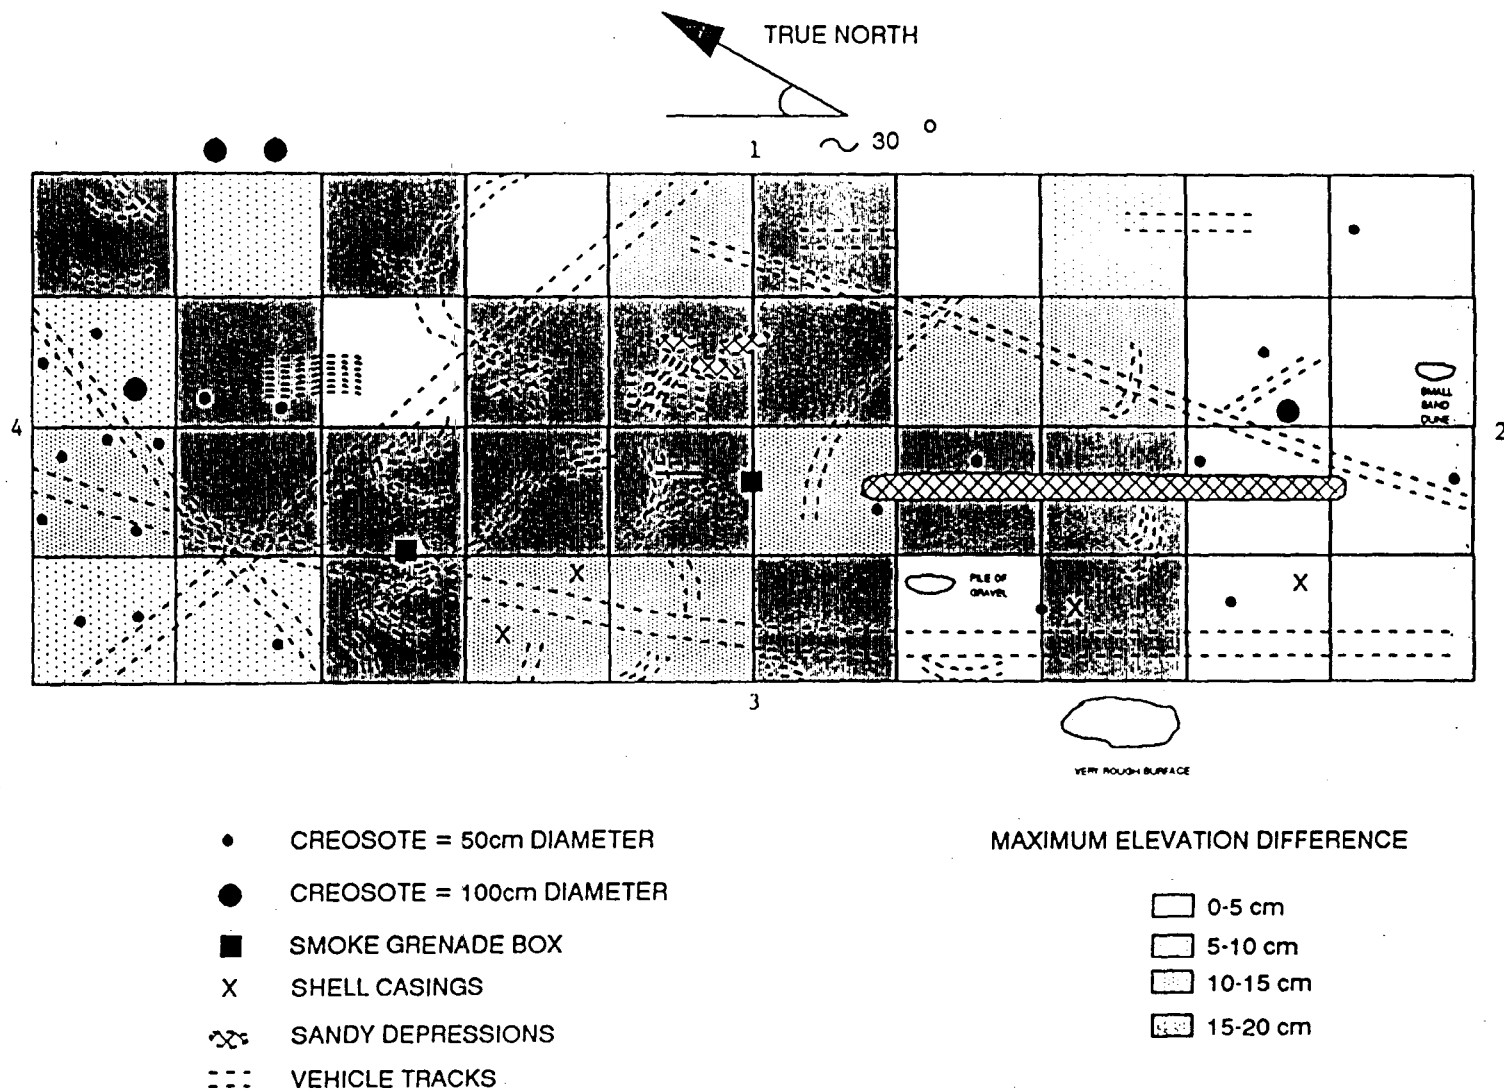 TRUE NORTH
~ 30 °
1
4
SMALL
SAND
DUNE
2
PILE OF
GRAVEL
X
X
X
X
3
VERY ROUGH SURFACE
CREOSOTE = 50cm DIAMETER
CREOSOTE = 100cm DIAMETER
SMOKE GRENADE BOX
X SHELL CASINGS
SANDY DEPRESSIONS
VEHICLE TRACKS
MAXIMUM ELEVATION DIFFERENCE
0-5 cm
5-10 cm
10-15 cm
15-20 cm